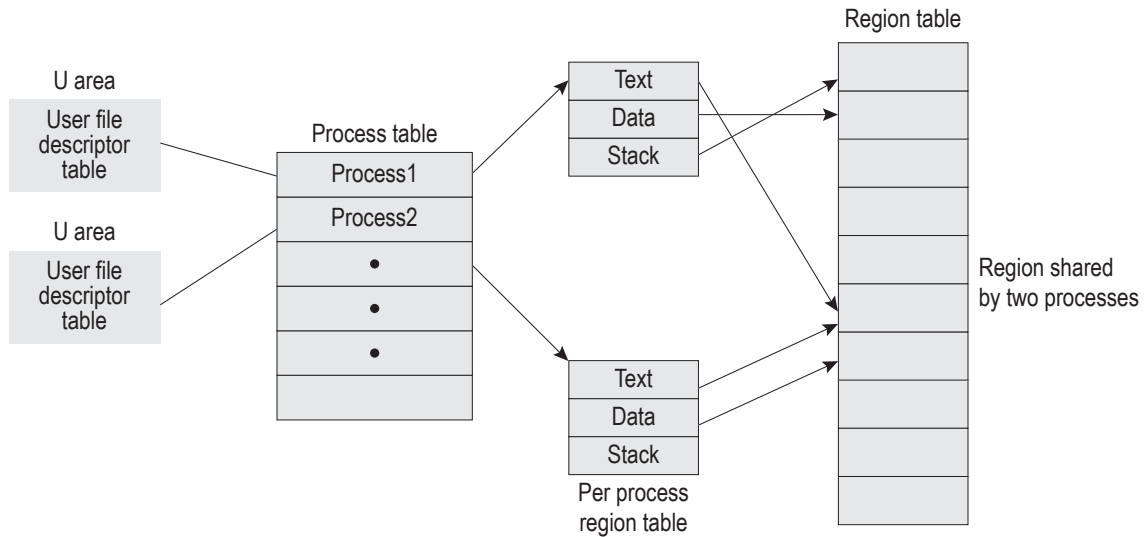 Region table
U area
User file
descriptor
table
Process table
Process1
Process2
U area
User file
descriptor
table
Text
Data
Stack
Text
Data
Stack
Per process
region table
Region shared
by two processes